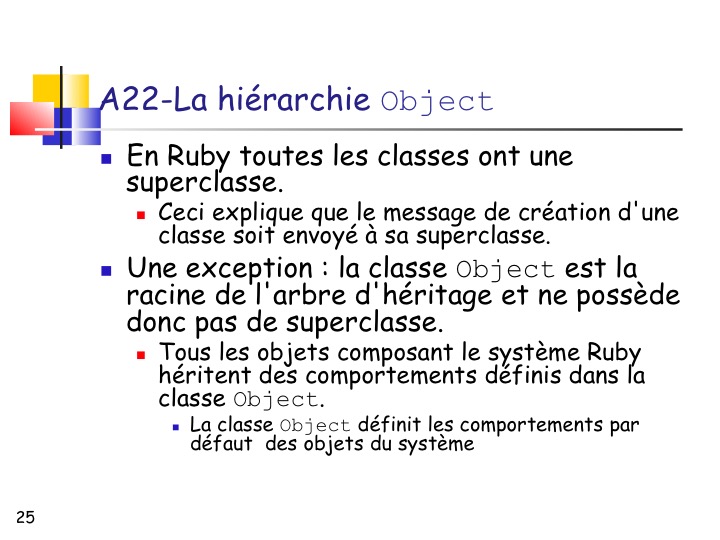 A22-La hiérarchie Object
En Ruby toutes les classes ont une
superclasse.
Ceci explique que le message de création d'une
classe soit envoyé à sa superclasse.
Une exception : la classe Object est la
racine de l'arbre d'héritage et ne possède
donc pas de superclasse.
Tous les objets composant le système Ruby
héritent des comportements définis dans la
classe Object.
La classe Object définit les comportements par
défaut  des objets du système
25